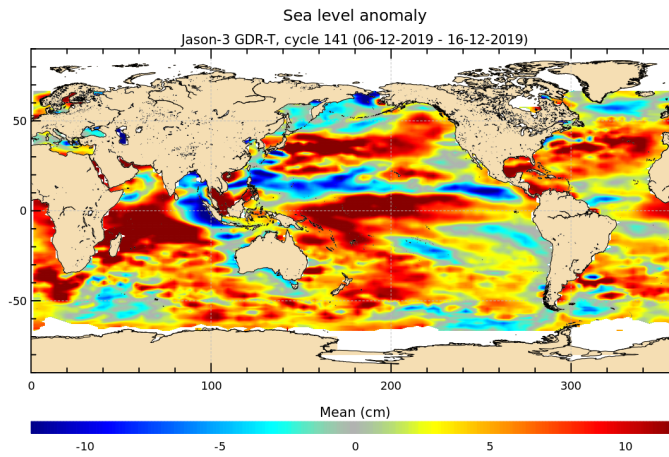 Sea level anomaly
Jason-3 GDR-T, cycle 141 (06-12-2019 - 16-12-2019)
50
0
-50
0 100 200 300
Mean (cm)
-10 -5 0 5 10